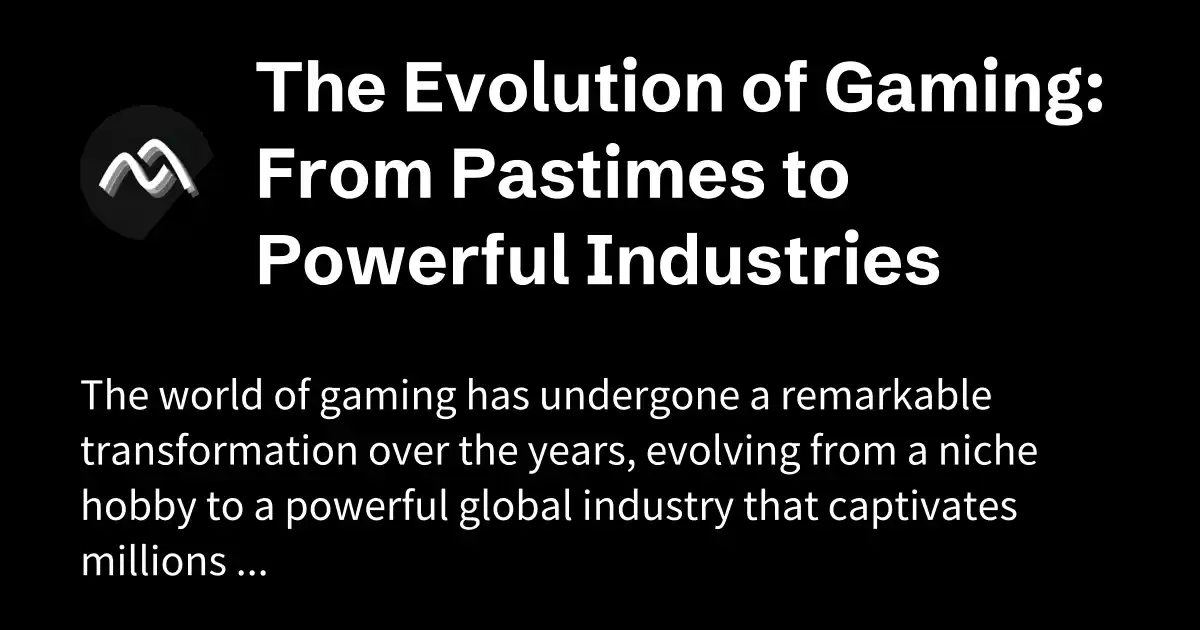 The Evolution of Gaming:
From Pastimes to
Powerful Industries
The world of gaming has undergone a remarkable
transformation over the years, evolving from a niche
hobby to a powerful global industry that captivates
millions ...